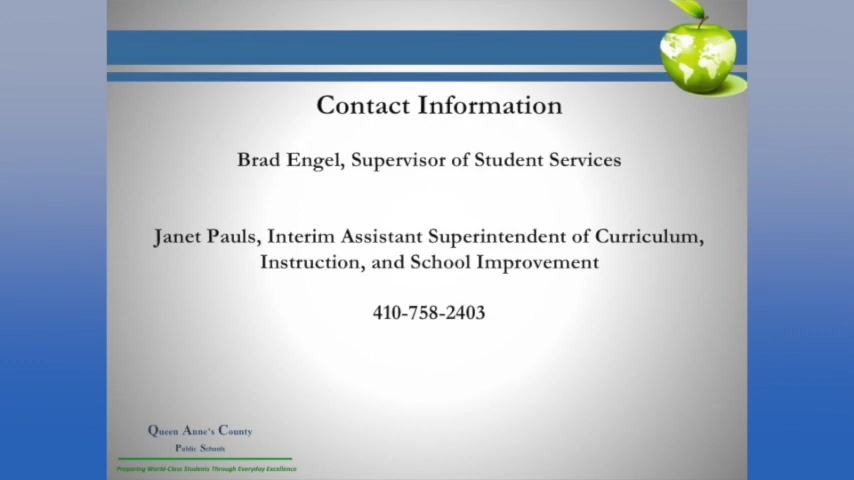 Contact Information
Brad Engel, Supervisor of Student Services
Janet Pauls, Interim Assistant Superintendent of Curriculum,
Instruction, and School Improvement
410-758-2403
Queen Anne's County
Public Schools
Preparing World-Class Students Through Everyday Excellence